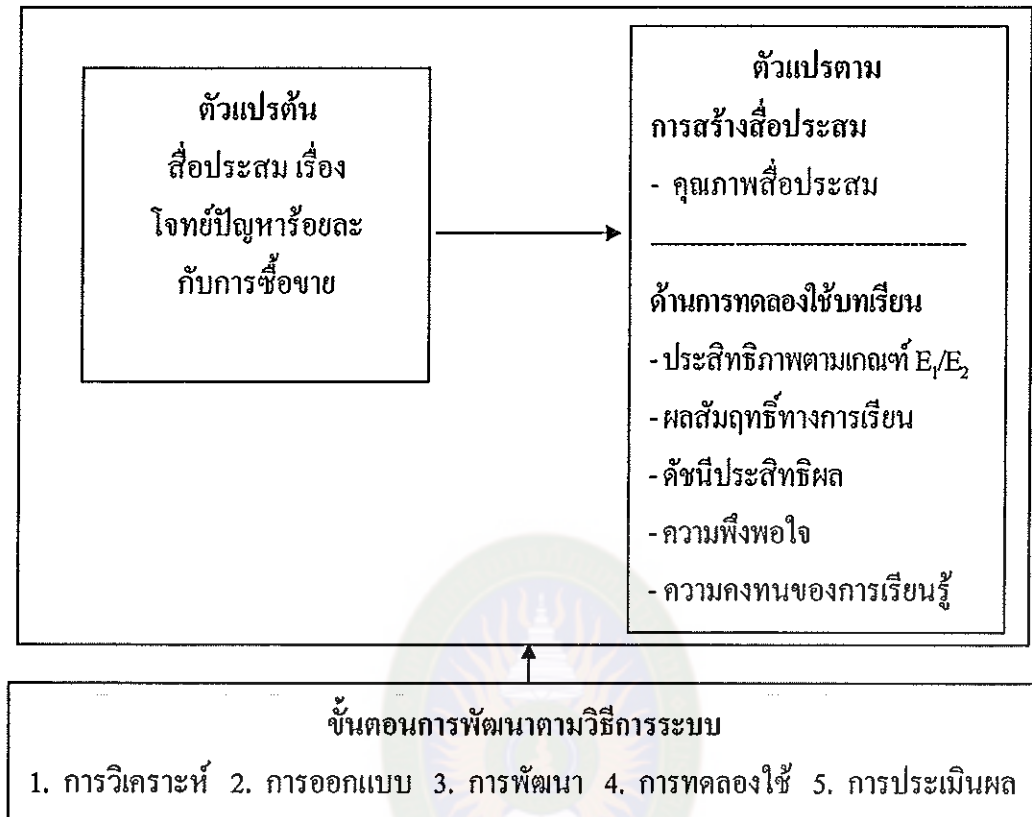 ตัวแปรต้น
สื่อประสม เรื่อง
โจทย์ปัญหาร้อยละ
กับการซื้อขาย
ตัวแปรตาม
การสร้างสื่อประสม
- คุณภาพสื่อประสม
ด้านการทดลองใช้บทเรียน
-ประสิทธิภาพตามเกณฑ์ E₁/E₂
-ผลสัมฤทธิ์ทางการเรียน
-ดัชนีประสิทธิผล
-ความพึงพอใจ
-ความคงทนของการเรียนรู้
ขั้นตอนการพัฒนาตามวิธีการระบบ
1. การวิเคราะห์ 2. การออกแบบ 3. การพัฒนา 4. การทดลองใช้ 5. การประเมินผล